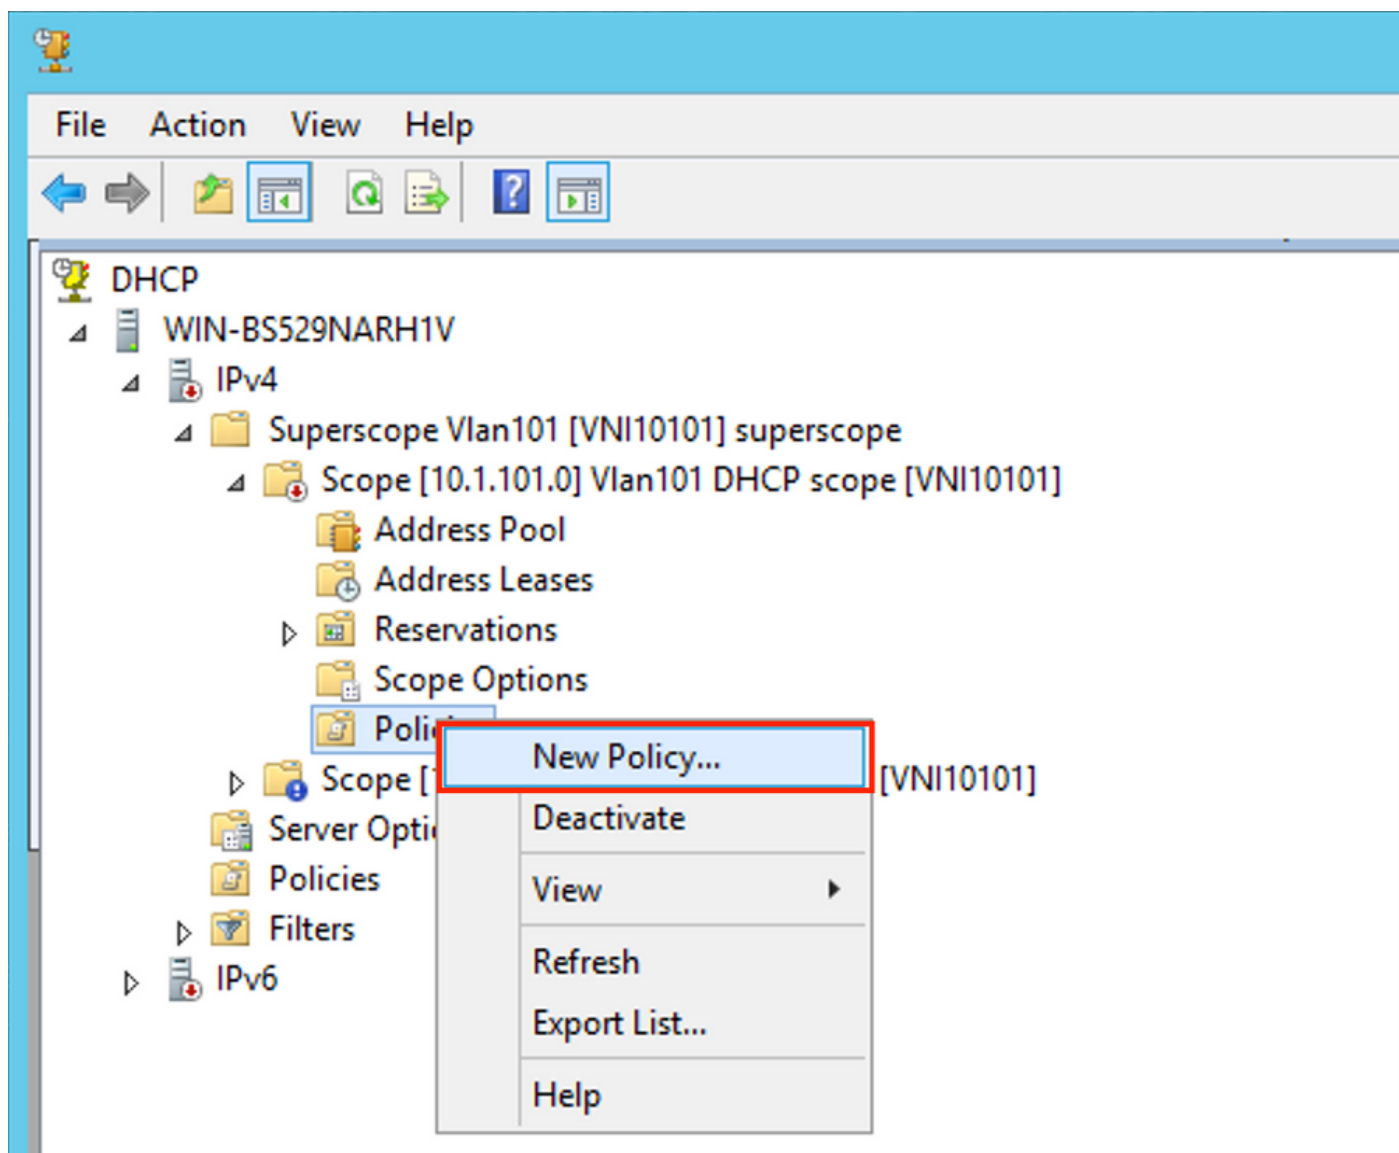 File Action View Help
DHCP
WIN-BS529NARH1V
IPv4
Superscope Vlan101 [VNI10101] superscope
Scope [10.1.101.0] Vlan101 DHCP scope [VNI10101]
Address Pool
Address Leases
Reservations
Scope Options
New Policy...
Scope [ [VNI10101]
Deactivate
Server
View
Policies
Filters
Refresh
IPv6
Export List...
Help